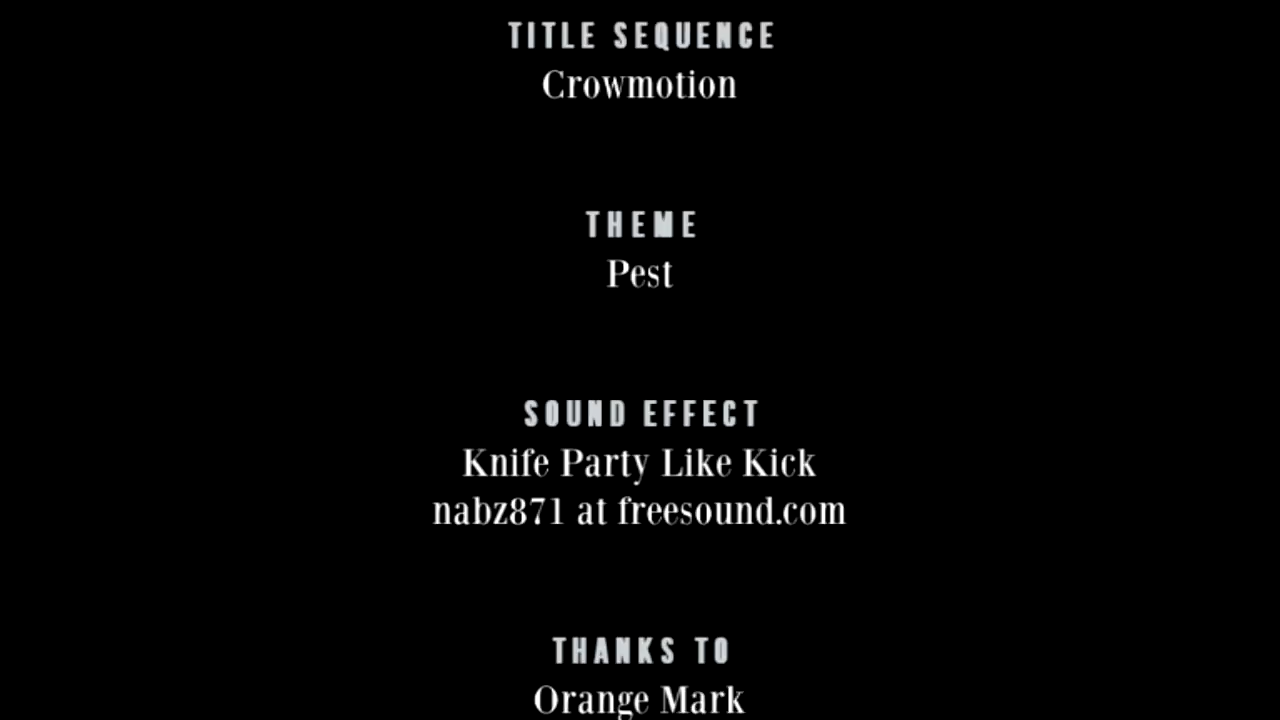 TITLE SEQUENCE
Crowmotion
THEME
Pest
SOUND EFFECT
Knife Party Like Kick
nabz871 at freesound.com
THANKS TO
Orange Mark